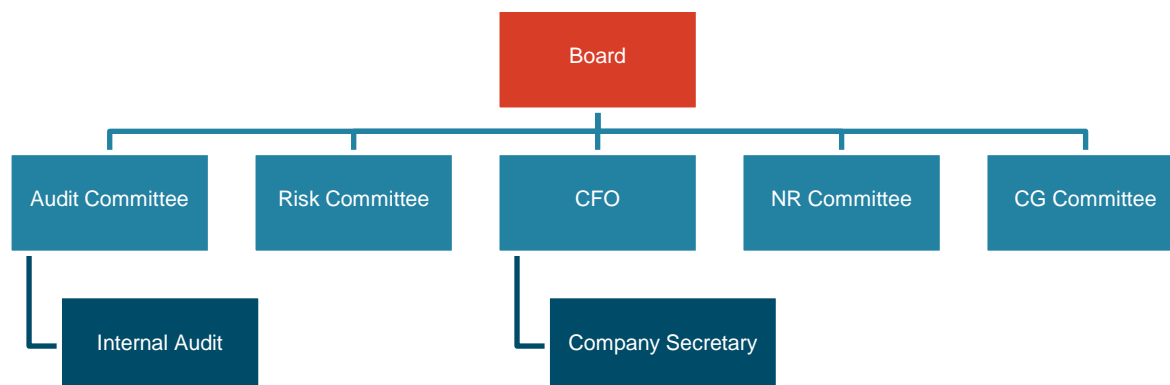 Board
Audit Committee
Risk Committee
CFO
NR Committee
CG Committee
Internal Audit
Company Secretary